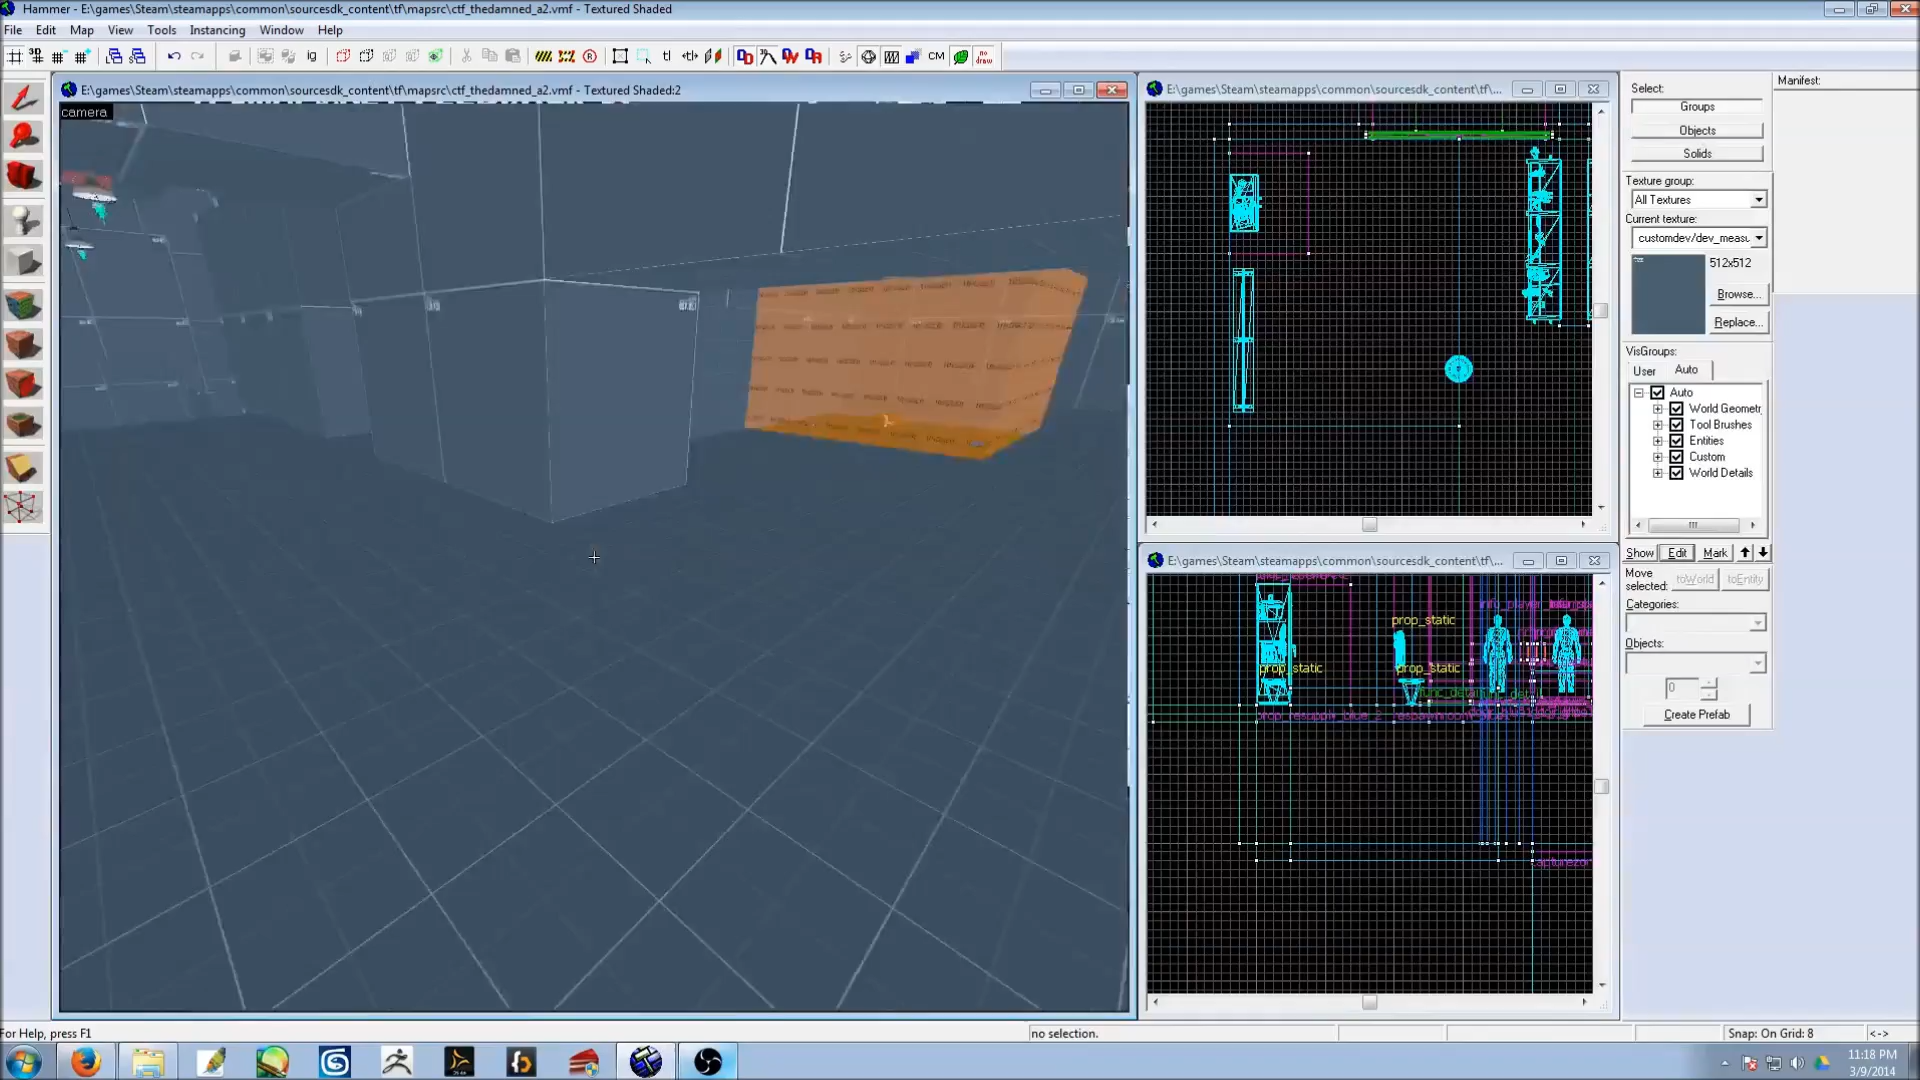 Hammer - E:\games\Steam\steamapps\common\sourcesdk_content\tf\mapsrc\ctf_thedamned_a2.vmf - Textured Shaded
File Edit Map View Tools Instancing Window Help
E:\games\Steam\steamapps\common\sourcesdk_content\tf\mapsrc\ctf_thedamned_a2.vmf - Textured Shaded:2
camera
E:\games\Steam\steamapps\common\sourcesdk_content\tf\...
E:\games\Steam\steamapps\common\sourcesdk_content\tf\...
prop_static
prop_static
prop_static
prop_resupply_blue_2
Select:
Groups
Objects
Solids
Texture group:
All Textures
Current texture:
customdev/dev_measu
512x512
Browse...
Replace...
VisGroups:
User Auto
Auto
World Geometr
Tool Brushes
Entities
Custom
World Details
Show Edit Mark
Move selected: toWorld toEntity
Categories:
Objects:
0
Create Prefab
Manifest:
For Help, press F1
no selection.
Snap: On Grid: 8
<->
11:18 PM
3/9/2014